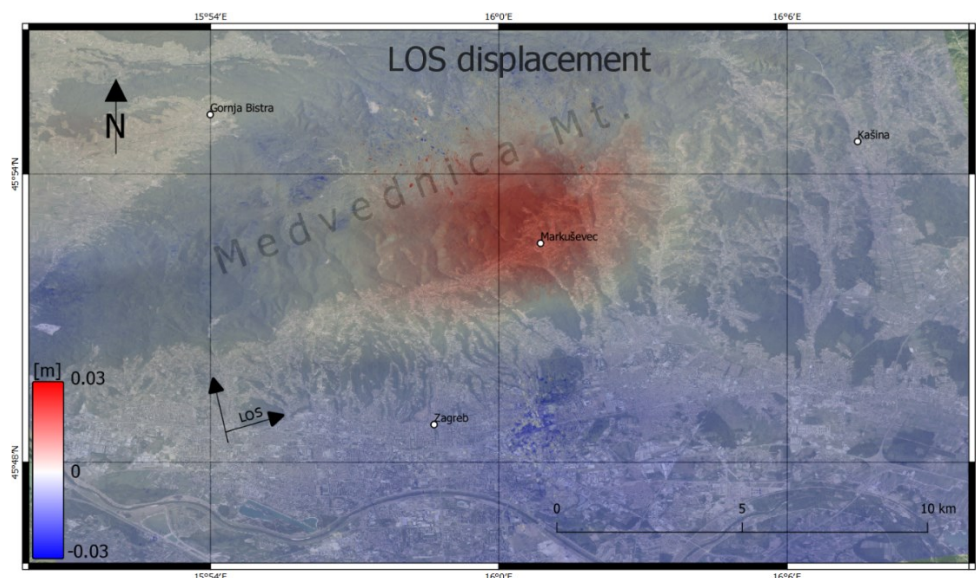 15°54'E
16°0'E
16°6'E
LOS displacement
N
Gornja Bistra
Kašina
45°54'N
Medvednica Mt.
Markuševec
[m]
0.03
0
-0.03
LOS
Zagreb
45°48'N
0
5
10 km
15°54'E
16°0'E
16°6'E